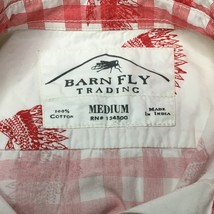 BARN FLY
TRADING
100% COTTON
MEDIUM
RN# 134500
MADE IN INDIA